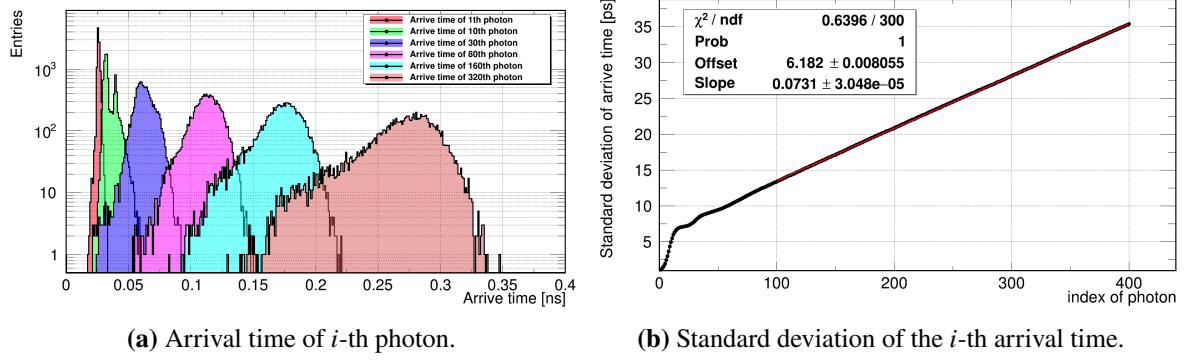 Entries
10³
10²
10
1
Arrive time of 1th photon
Arrive time of 10th photon
Arrive time of 30th photon
Arrive time of 80th photon
Arrive time of 160th photon
Arrive time of 320th photon
0 0.05 0.1 0.15 0.2 0.25 0.3 0.35 0.4
Arrive time [ns]
(a) Arrival time of i-th photon.
Standard deviation of arrive time [ps]
35
30
25
20
15
10
5
χ² / ndf 0.6396 / 300
Prob 1
Offset 6.182 ± 0.008055
Slope 0.0731 ± 3.048e−05
0 100 200 300 400
index of photon
(b) Standard deviation of the i-th arrival time.